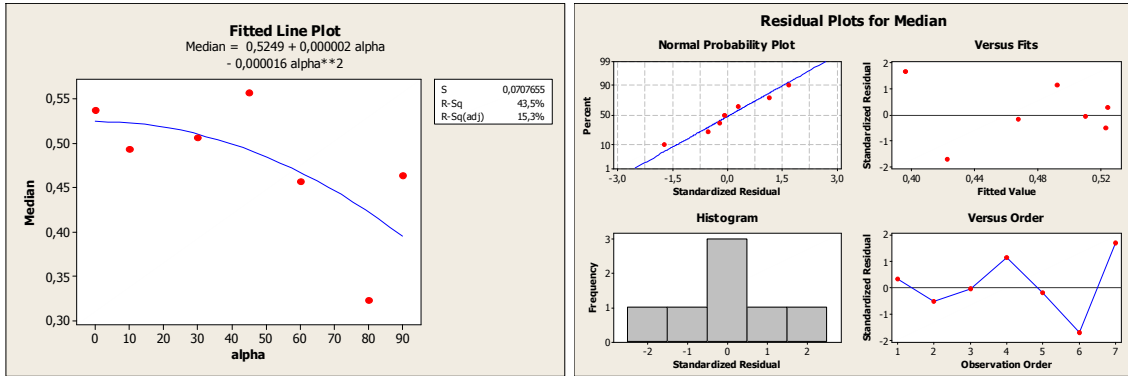 Fitted Line Plot
Median = 0,5249 + 0,000002 alpha
- 0,000016 alpha**2
S 0,0707655
R-Sq 43,5%
R-Sq(adj) 15,3%
0,55
0,50
0,45
0,40
0,35
0,30
Median
0 10 20 30 40 50 60 70 80 90
alpha
Residual Plots for Median
Normal Probability Plot
99
90
50
10
1
Percent
-3,0 -1,5 0,0 1,5 3,0
Standardized Residual
Versus Fits
2
1
0
-1
-2
Standardized Residual
0,40 0,44 0,48 0,52
Fitted Value
Histogram
3
2
1
0
Frequency
-2 -1 0 1 2
Standardized Residual
Versus Order
2
1
0
-1
-2
Standardized Residual
1 2 3 4 5 6 7
Observation Order